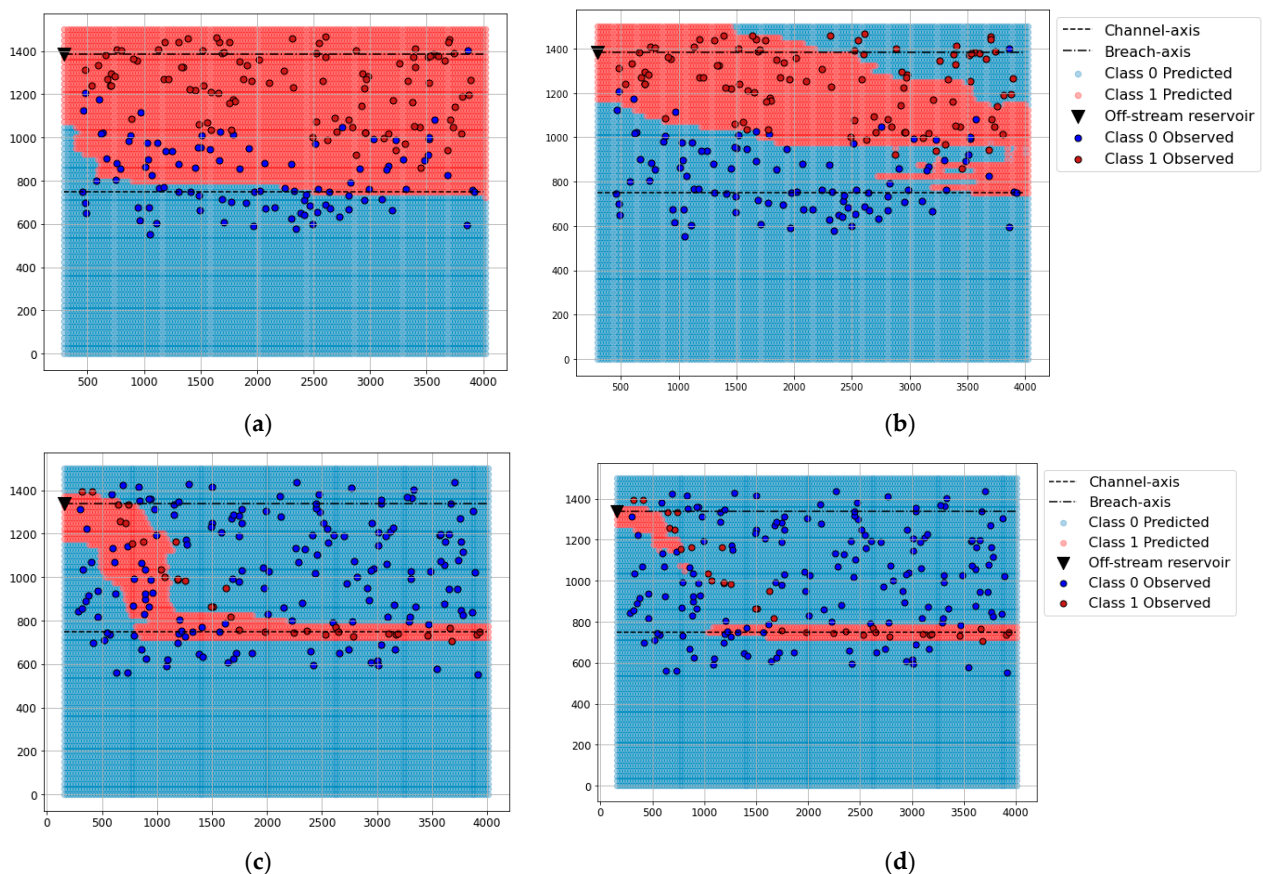 1400
1200
1000
800
600
400
200
0
500 1000 1500 2000 2500 3000 3500 4000
(a)
1400
1200
1000
800
600
400
200
0
500 1000 1500 2000 2500 3000 3500 4000
(b)
Channel-axis
Breach-axis
Class 0 Predicted
Class 1 Predicted
Off-stream reservoir
Class 0 Observed
Class 1 Observed
1400
1200
1000
800
600
400
200
0
0 500 1000 1500 2000 2500 3000 3500 4000
(c)
1400
1200
1000
800
600
400
200
0
0 500 1000 1500 2000 2500 3000 3500 4000
(d)
Channel-axis
Breach-axis
Class 0 Predicted
Class 1 Predicted
Off-stream reservoir
Class 0 Observed
Class 1 Observed